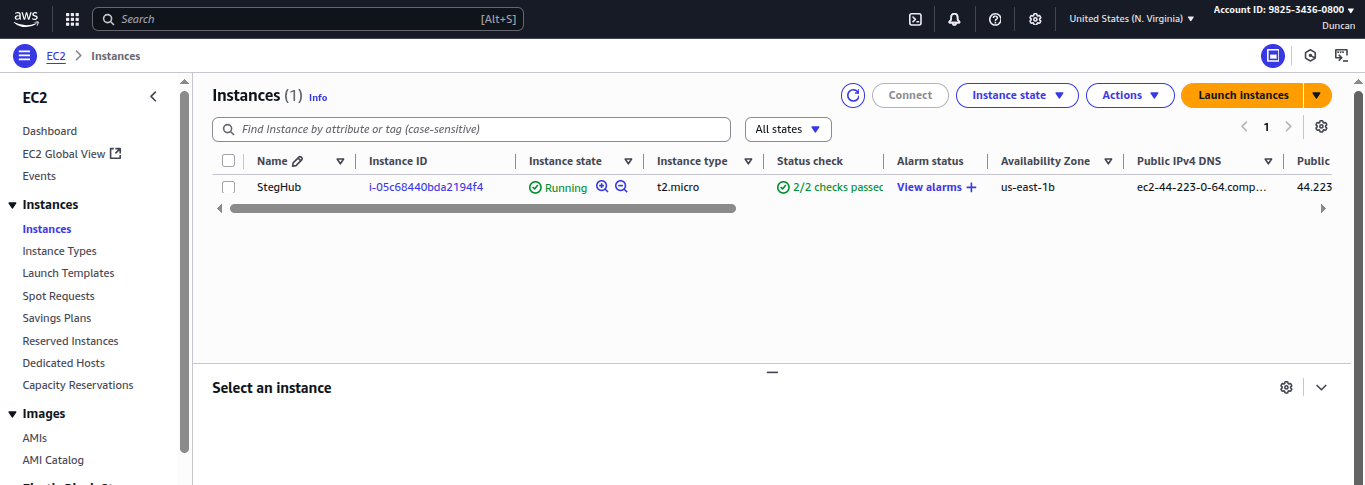 aws Search [Alt+S] United States (N. Virginia) Account ID: 9825-3436-0800
Duncan
EC2 Instances
EC2
Dashboard
EC2 Global View
Events
Instances
Instances
Instance Types
Launch Templates
Spot Requests
Savings Plans
Reserved Instances
Dedicated Hosts
Capacity Reservations
Images
AMIs
AMI Catalog
Instances (1) Info Connect Instance state Actions Launch instances
Find Instance by attribute or tag (case-sensitive) All states 1
Name Instance ID Instance state Instance type Status check Alarm status Availability Zone Public IPv4 DNS Public
StegHub i-05c68440bda2194f4 Running t2.micro 2/2 checks passed View alarms + us-east-1b ec2-44-223-0-64.comp... 44.223
Select an instance